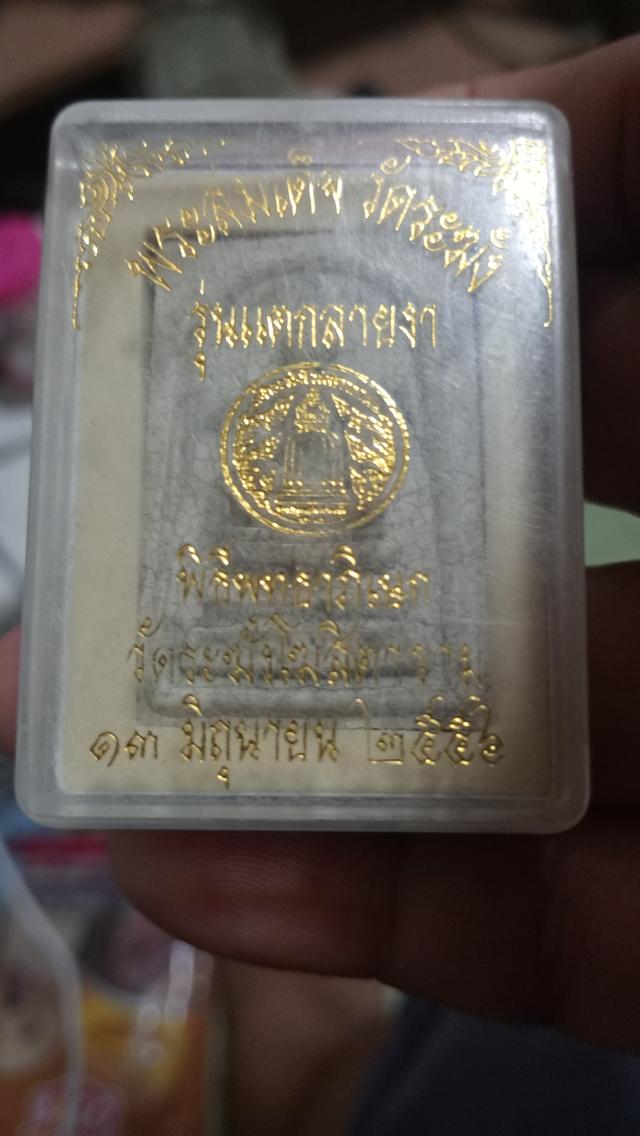 พระสมเด็จ วัดระฆัง
รุ่นแตกลายงา
พิธีพุทธาภิเษก
วัดระฆังโฆสิตาราม
๑๓ มิถุนายน ๒๕๕๖